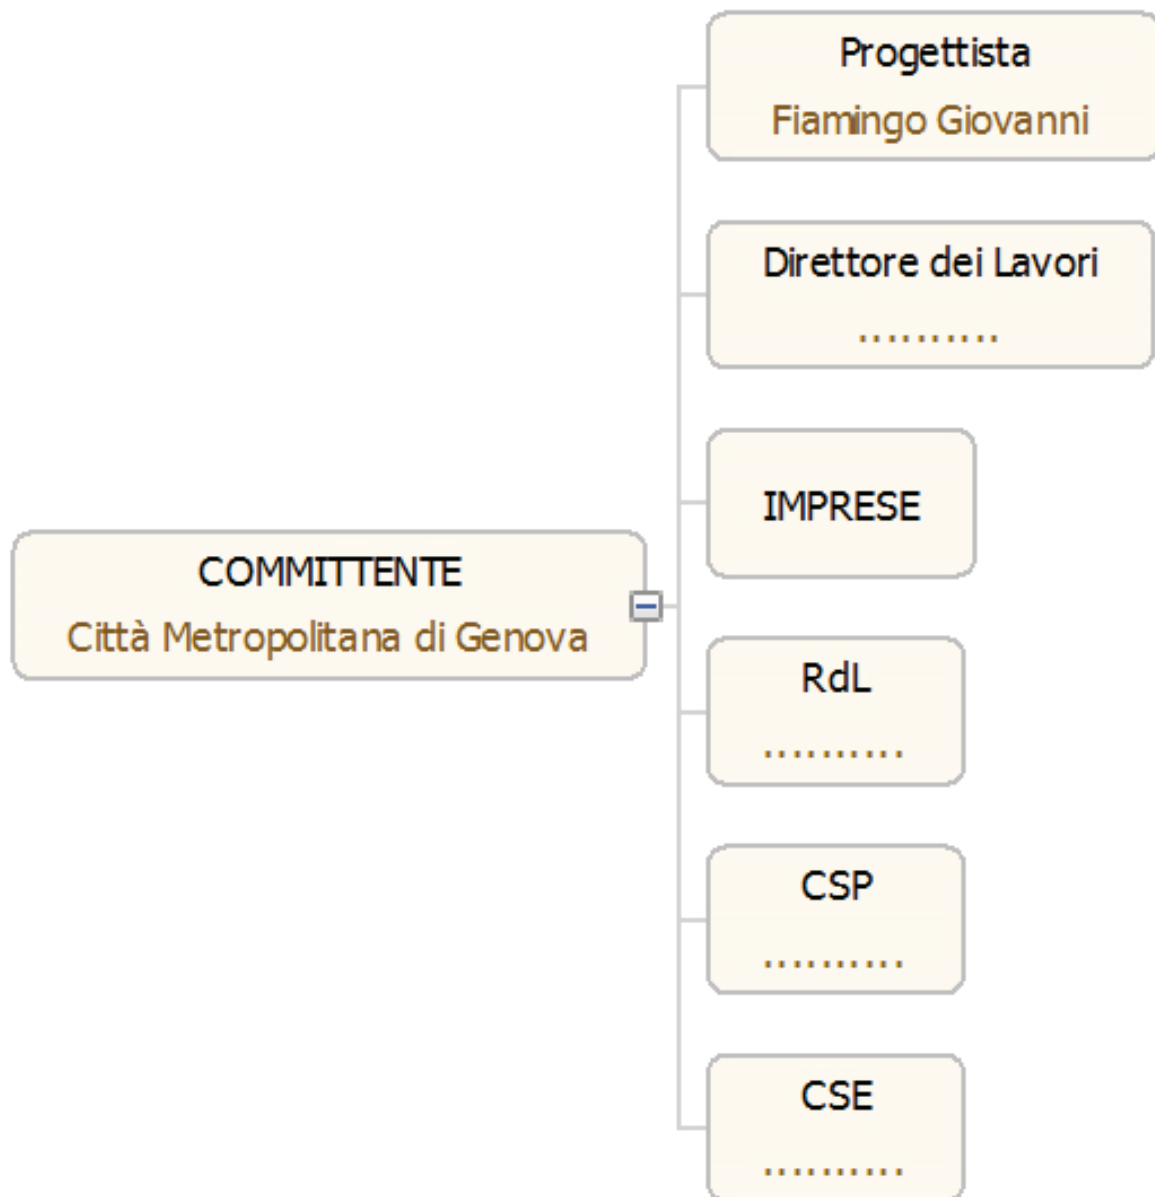 Progettista
Fiamingo Giovanni
Direttore dei Lavori
..........
IMPRESE
COMMITTENTE
Città Metropolitana di Genova
RdL
..........
CSP
..........
CSE
..........